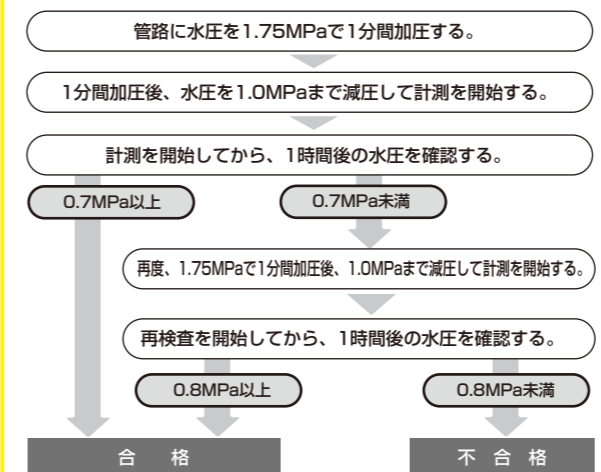 管路に水圧を1.75MPaで1分間加圧する。
1分間加圧後、水圧を1.0MPaまで減圧して計測を開始する。
計測を開始してから、1時間後の水圧を確認する。
0.7MPa以上
0.7MPa未満
再度、1.75MPaで1分間加圧後、1.0MPaまで減圧して計測を開始する。
再検査を開始してから、1時間後の水圧を確認する。
0.8MPa以上
0.8MPa未満
合　格
不 合 格